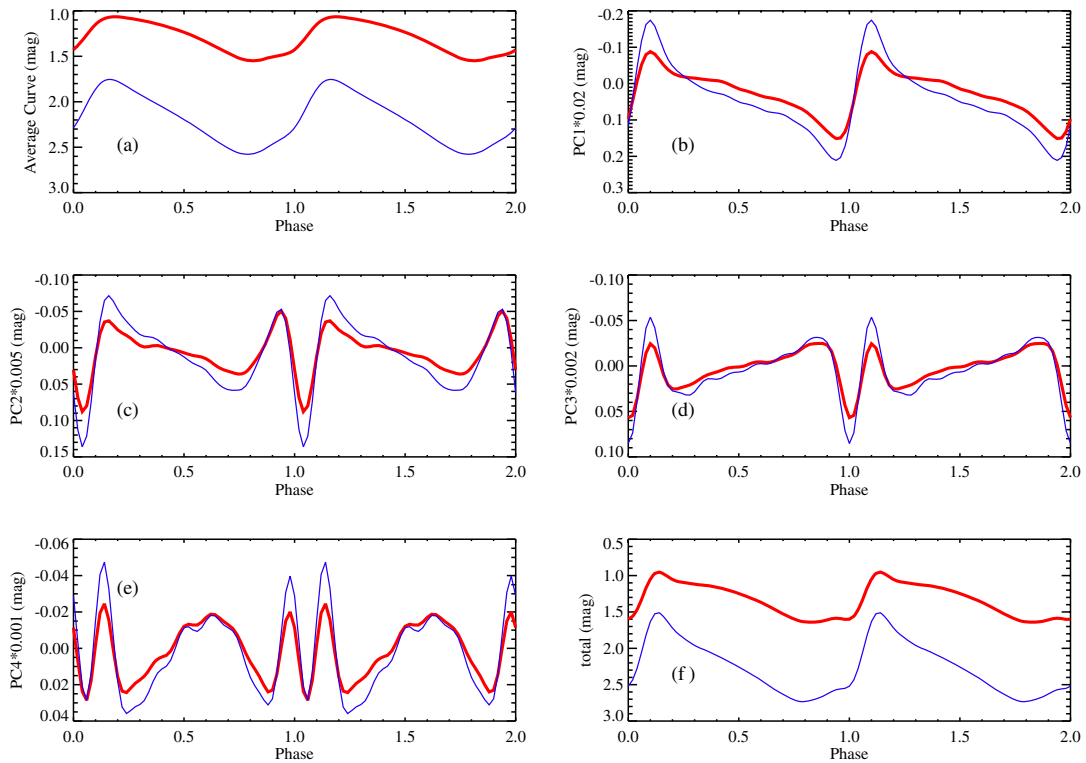 1.0
1.5
2.0
2.5
3.0
Average Curve (mag)
(a)
0.0 0.5 1.0 1.5 2.0
Phase
-0.2
-0.1
0.0
0.1
0.2
0.3
PC1*0.02 (mag)
(b)
0.0 0.5 1.0 1.5 2.0
Phase
-0.10
-0.05
0.00
0.05
0.10
0.15
PC2*0.005 (mag)
(c)
0.0 0.5 1.0 1.5 2.0
Phase
-0.10
-0.05
0.00
0.05
0.10
PC3*0.002 (mag)
(d)
0.0 0.5 1.0 1.5 2.0
Phase
-0.06
-0.04
-0.02
0.00
0.02
0.04
PC4*0.001 (mag)
(e)
0.0 0.5 1.0 1.5 2.0
Phase
0.5
1.0
1.5
2.0
2.5
3.0
total (mag)
(f )
0.0 0.5 1.0 1.5 2.0
Phase